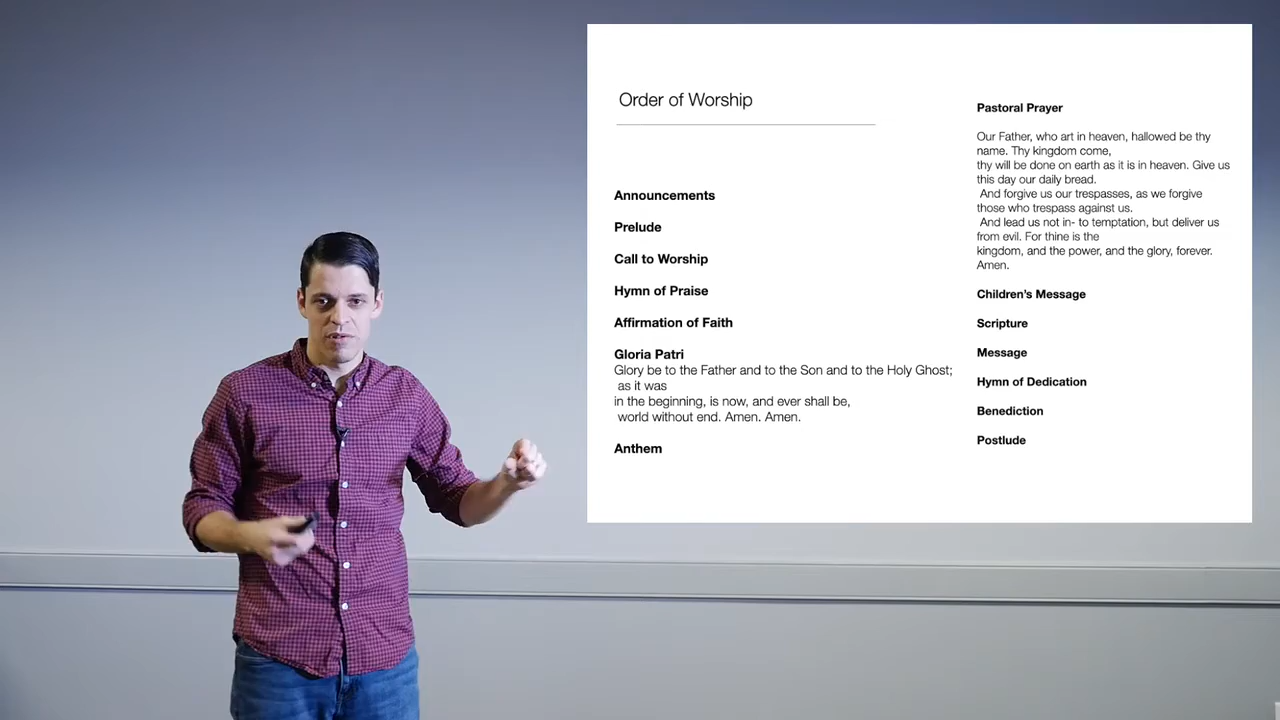 Order of Worship
Announcements
Prelude
Call to Worship
Hymn of Praise
Affirmation of Faith
Gloria Patri
Glory be to the Father and to the Son and to the Holy Ghost;
as it was
in the beginning, is now, and ever shall be,
world without end. Amen. Amen.
Anthem
Pastoral Prayer
Our Father, who art in heaven, hallowed be thy
name. Thy kingdom come,
thy will be done on earth as it is in heaven. Give us
this day our daily bread.
And forgive us our trespasses, as we forgive
those who trespass against us.
And lead us not in- to temptation, but deliver us
from evil. For thine is the
kingdom, and the power, and the glory, forever.
Amen.
Children's Message
Scripture
Message
Hymn of Dedication
Benediction
Postlude